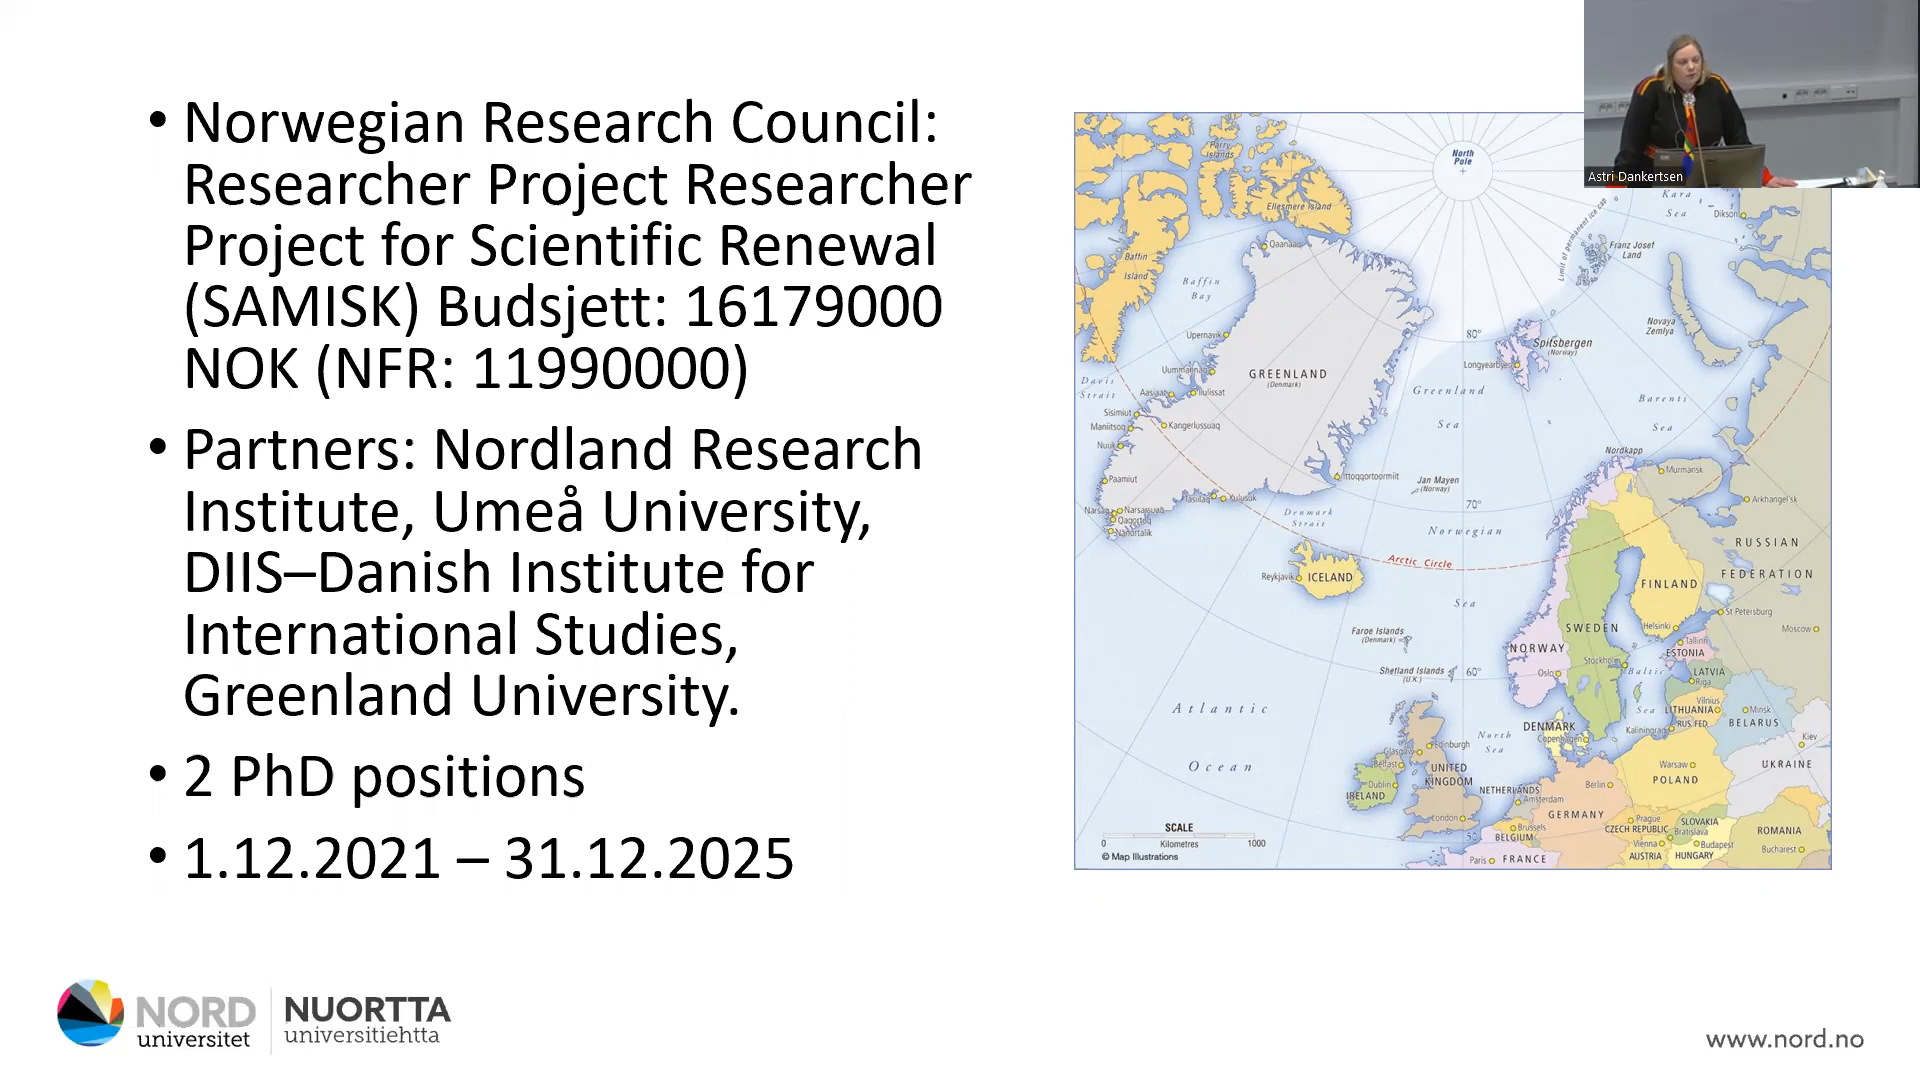 • Norwegian Research Council:
Researcher Project Researcher
Project for Scientific Renewal
(SAMISK) Budsjett: 16179000
NOK (NFR: 11990000)
• Partners: Nordland Research
Institute, Umeå University,
DIIS–Danish Institute for
International Studies,
Greenland University.
• 2 PhD positions
• 1.12.2021 – 31.12.2025
Astri Dankertsen
North
Pole
Parry
Islands
Ellesmere Island
Qaanaaq
Baffin
Island
Baffin
Bay
Limit of permanent ice cap
Kara
Sea
Dikson
Franz Josef
Land
Novaya
Zemlya
Upernavik
80°
Spitsbergen
(Norway)
Longyearbyen
Uummannaq
GREENLAND
(Denmark)
Davis
Strait
Aasiaat
Ilulissat
Greenland
Sea
Barents
Sea
Sisimiut
Maniitsoq
Kangerlussuaq
Nuuk
Nordkapp
Murmansk
Paamiut
Ittoqqortoormiit
Jan Mayen
(Norway)
Tasiilaq
Kulusuk
70°
Arkhangel'sk
Narsaq
Narsarsuaq
Qaqortoq
Nanortalik
Denmark
Strait
Norwegian
Sea
Arctic Circle
RUSSIAN
FEDERATION
Reykjavik
ICELAND
FINLAND
St Petersburg
Helsinki
Moscow
Faroe Islands
(Denmark)
SWEDEN
NORWAY
Stockholm
Tallinn
ESTONIA
Shetland Islands
(U.K.)
60°
Oslo
Baltic
Sea
LATVIA
Riga
Vilnius
LITHUANIA
Minsk
BELARUS
RUS. FED.
Kaliningrad
Atlantic
Ocean
North
Sea
DENMARK
Copenhagen
Kiev
Glasgow
Edinburgh
Belfast
UNITED
KINGDOM
Dublin
IRELAND
Warsaw
POLAND
UKRAINE
NETHERLANDS
Amsterdam
Berlin
GERMANY
London
Brussels
BELGIUM
50°
Prague
CZECH REPUBLIC
SLOVAKIA
Bratislava
Vienna
Budapest
AUSTRIA
HUNGARY
ROMANIA
Bucharest
Paris
FRANCE
SCALE
0
Kilometres
1000
© Map Illustrations
NORD
universitet
NUORTTA
universitiehtta
www.nord.no